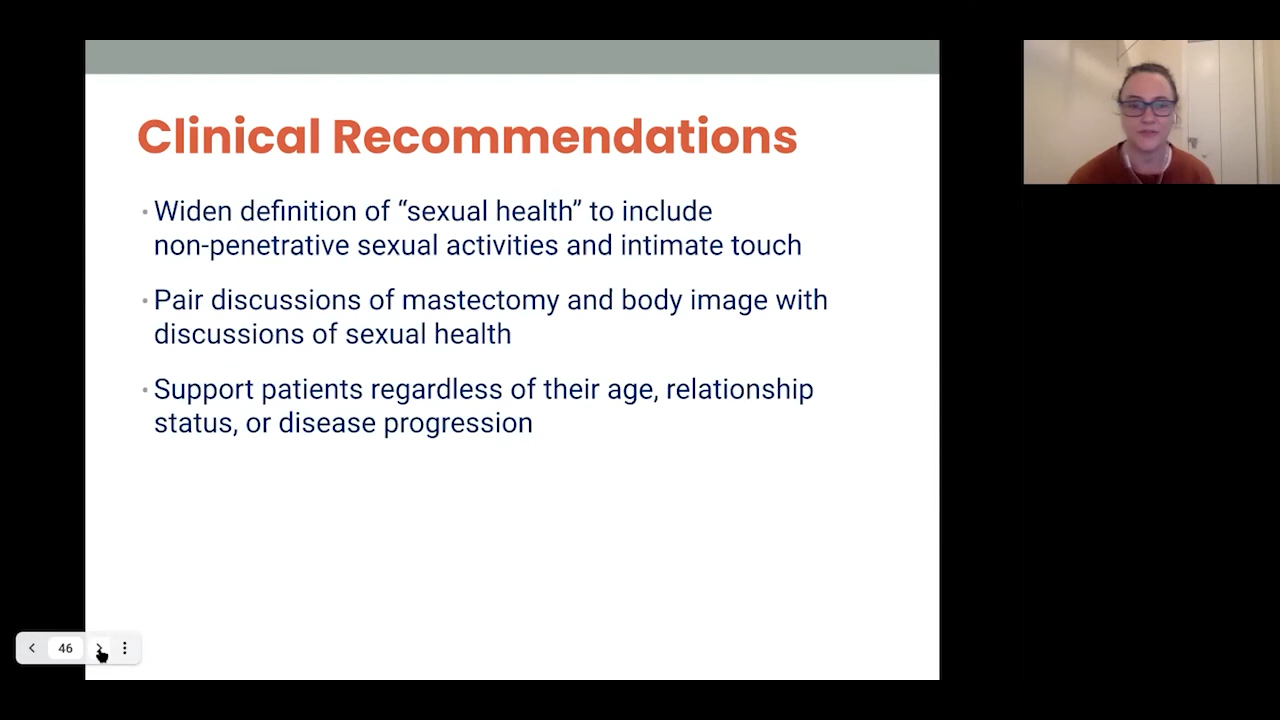 Clinical Recommendations
· Widen definition of “sexual health” to include
non-penetrative sexual activities and intimate touch
· Pair discussions of mastectomy and body image with
discussions of sexual health
· Support patients regardless of their age, relationship
status, or disease progression
46